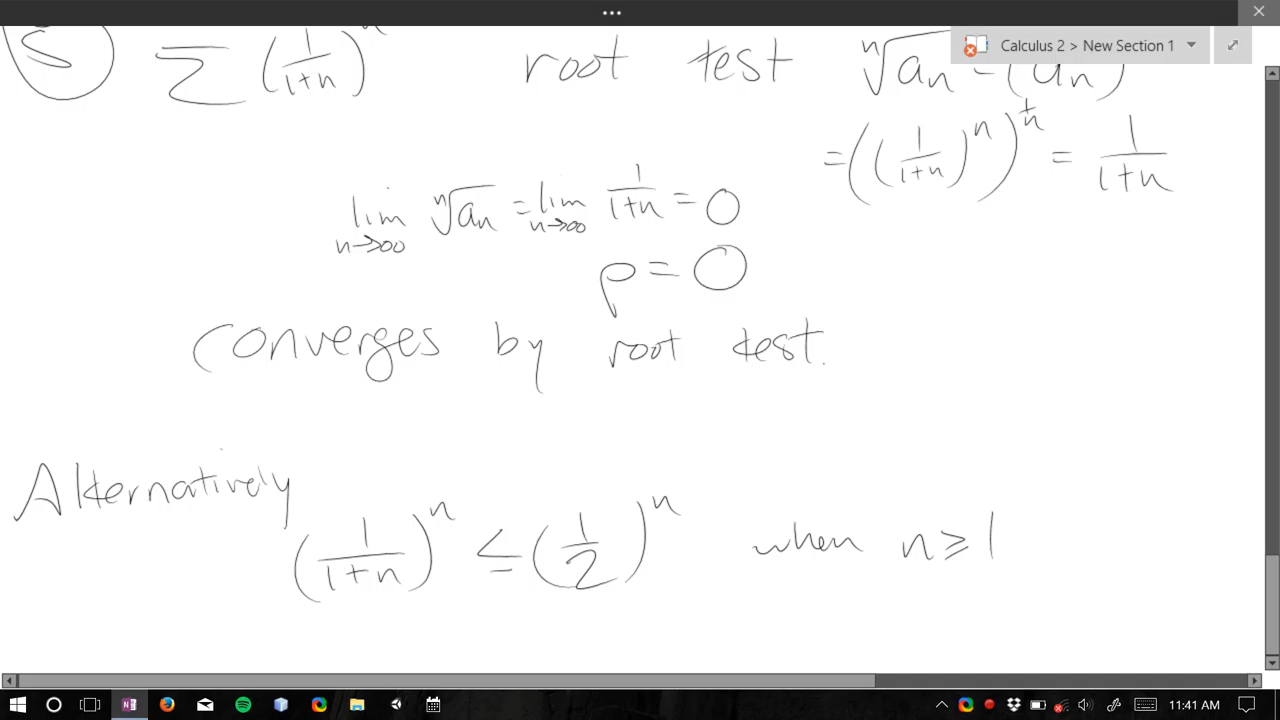 ...
Calculus 2 > New Section 1
5 Σ (1/(1+n))^n root test ⁿ√aₙ = (aₙ)
= ((1/(1+n))^n)^(1/n) = 1/(1+n)
lim n→∞ ⁿ√aₙ = lim n→∞ 1/(1+n) = 0
ρ = 0
Converges by root test.
Alternatively
(1/(1+n))^n ≤ (1/2)^n when n ≥ 1
11:41 AM